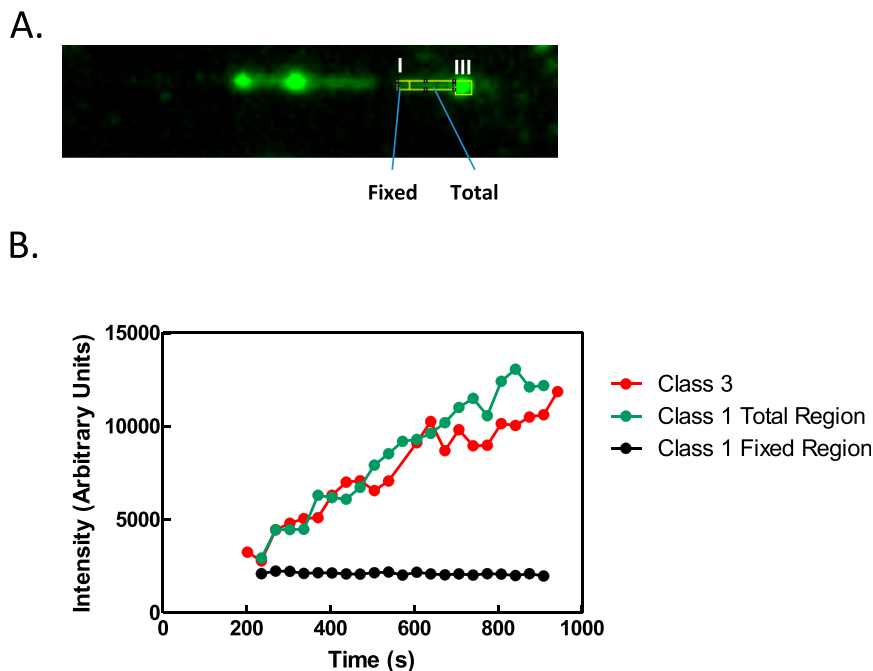 A.
I III
Fixed Total
B.
Intensity (Arbitrary Units)
15000
10000
5000
0
0 200 400 600 800 1000
Time (s)
Class 3
Class 1 Total Region
Class 1 Fixed Region